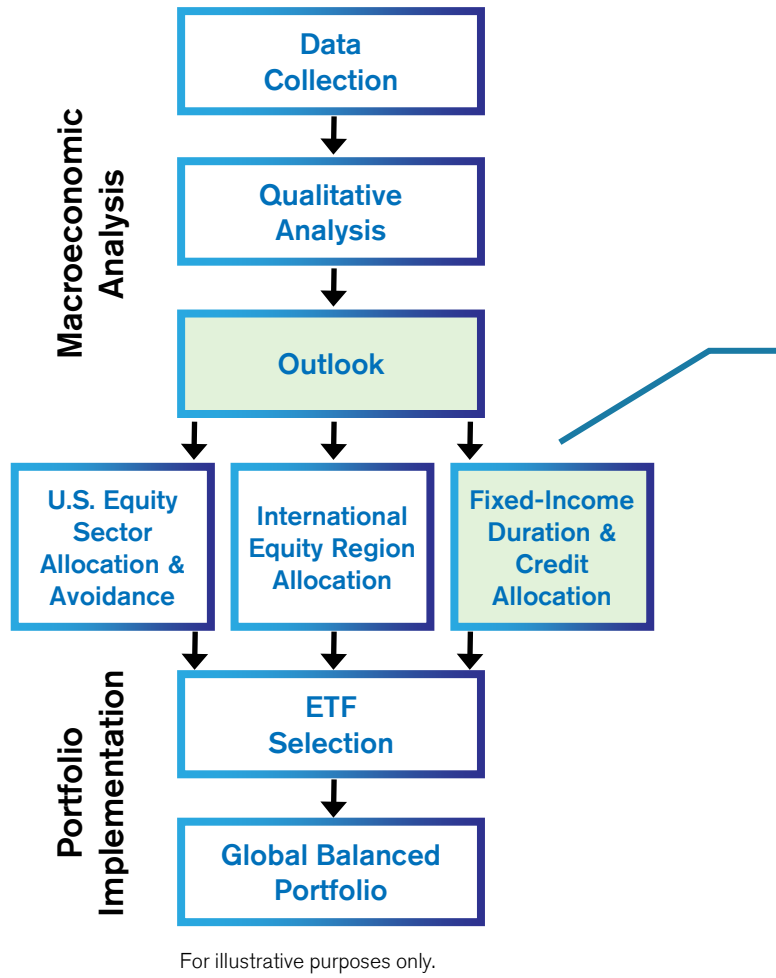 Macroeconomic
Analysis
Data
Collection
Qualitative
Analysis
Outlook
U.S. Equity
Sector
Allocation &
Avoidance
International
Equity Region
Allocation
Fixed-Income
Duration &
Credit
Allocation
Portfolio
Implementation
ETF
Selection
Global Balanced
Portfolio
For illustrative purposes only.